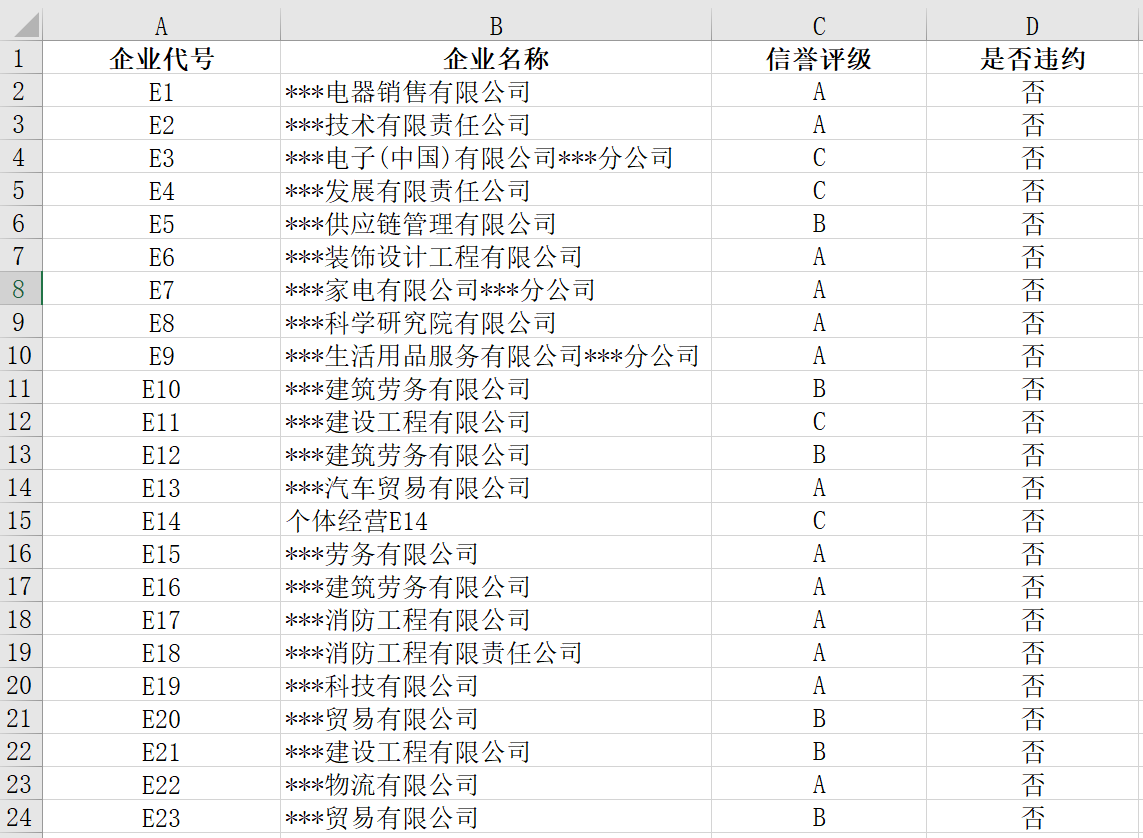 A B C D
1 企业代号 企业名称 信誉评级 是否违约
2 E1 ***电器销售有限公司 A 否
3 E2 ***技术有限责任公司 A 否
4 E3 ***电子(中国)有限公司***分公司 C 否
5 E4 ***发展有限责任公司 C 否
6 E5 ***供应链管理有限公司 B 否
7 E6 ***装饰设计工程有限公司 A 否
8 E7 ***家电有限公司***分公司 A 否
9 E8 ***科学研究院有限公司 A 否
10 E9 ***生活用品服务有限公司***分公司 A 否
11 E10 ***建筑劳务有限公司 B 否
12 E11 ***建设工程有限公司 C 否
13 E12 ***建筑劳务有限公司 B 否
14 E13 ***汽车贸易有限公司 A 否
15 E14 个体经营E14 C 否
16 E15 ***劳务有限公司 A 否
17 E16 ***建筑劳务有限公司 A 否
18 E17 ***消防工程有限公司 A 否
19 E18 ***消防工程有限责任公司 A 否
20 E19 ***科技有限公司 A 否
21 E20 ***贸易有限公司 B 否
22 E21 ***建设工程有限公司 B 否
23 E22 ***物流有限公司 A 否
24 E23 ***贸易有限公司 B 否